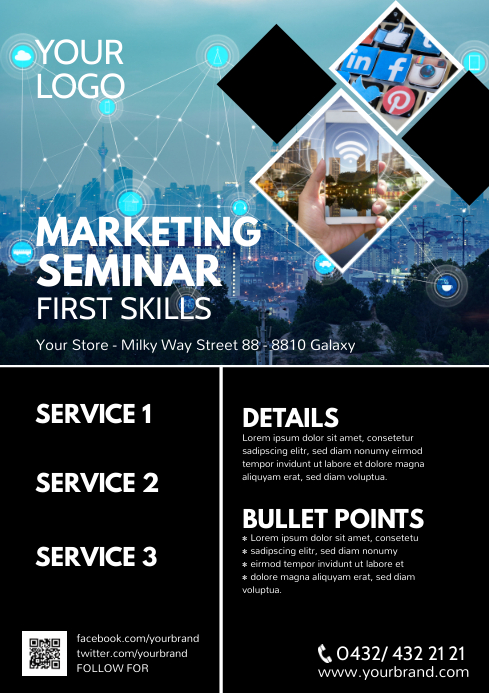 YOUR
LOGO
MARKETING
SEMINAR
FIRST SKILLS
Your Store - Milky Way Street 88 - 8810 Galaxy
SERVICE 1
SERVICE 2
SERVICE 3
DETAILS
Lorem ipsum dolor sit amet, consetetur
sadipscing elitr, sed diam nonumy eirmod
tempor invidunt ut labore et dolore magna
aliquyam erat, sed diam voluptua.
BULLET POINTS
* Lorem ipsum dolor sit amet, consetetu
* sadipscing elitr, sed diam nonumy
* eirmod tempor invidunt ut labore et
* dolore magna aliquyam erat, sed diam
voluptua.
facebook.com/yourbrand
twitter.com/yourbrand
FOLLOW FOR
0432/ 432 21 21
www.yourbrand.com